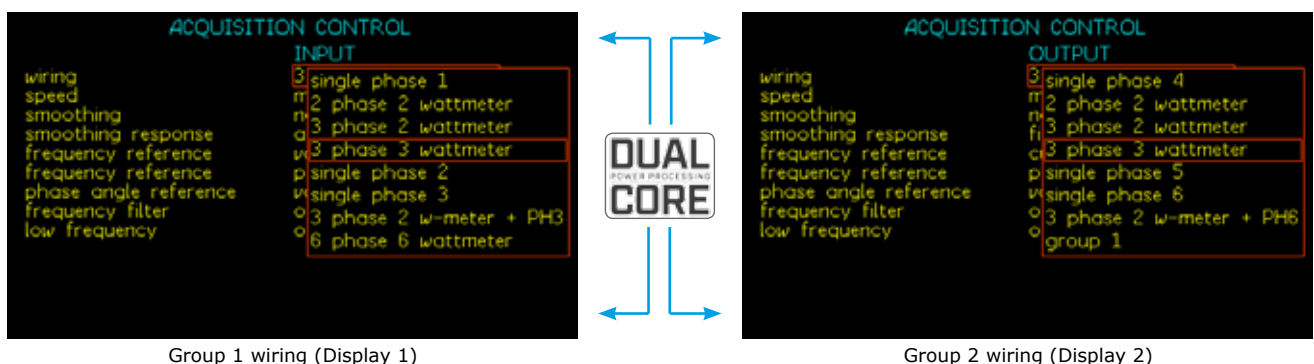 ACQUISITION CONTROL
INPUT
wiring
speed
smoothing
smoothing response
frequency reference
frequency reference
phase angle reference
frequency filter
low frequency
3
single phase 1
2 phase 2 wattmeter
3 phase 2 wattmeter
3 phase 3 wattmeter
single phase 2
single phase 3
3 phase 2 w-meter + PH3
6 phase 6 wattmeter
Group 1 wiring (Display 1)
DUAL
POWER PROCESSING
CORE
ACQUISITION CONTROL
OUTPUT
wiring
speed
smoothing
smoothing response
frequency reference
frequency reference
phase angle reference
frequency filter
low frequency
3
single phase 4
2 phase 2 wattmeter
3 phase 2 wattmeter
3 phase 3 wattmeter
single phase 5
single phase 6
3 phase 2 w-meter + PH6
group 1
Group 2 wiring (Display 2)